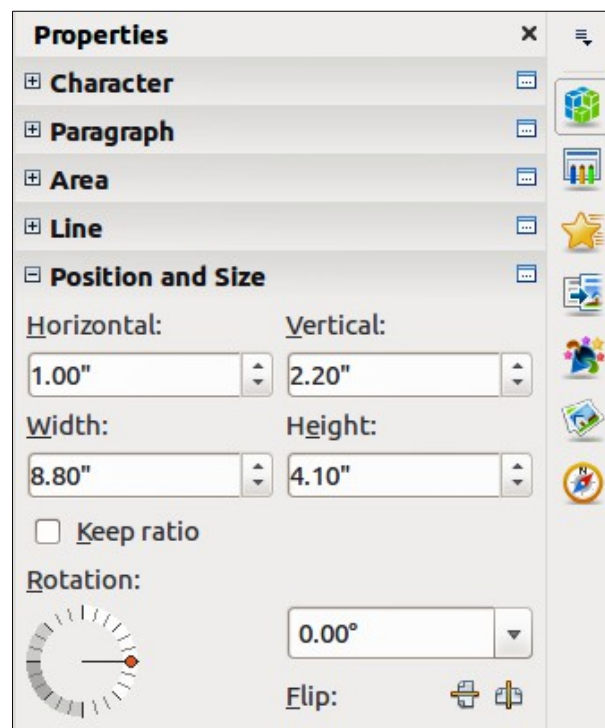 Properties
Character
Paragraph
Area
Line
Position and Size
Horizontal: Vertical:
1.00" 2.20"
Width: Height:
8.80" 4.10"
Keep ratio
Rotation:
0.00°
Flip:
N